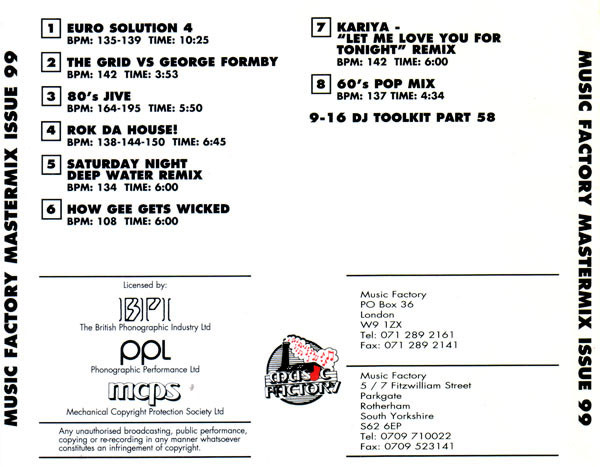 MUSIC FACTORY MASTERMIX ISSUE 99
1 EURO SOLUTION 4
BPM: 135-139 TIME: 10:25
2 THE GRID VS GEORGE FORMBY
BPM: 142 TIME: 3:53
3 80's JIVE
BPM: 164-195 TIME: 5:50
4 ROK DA HOUSE!
BPM: 138-144-150 TIME: 6:45
5 SATURDAY NIGHT
DEEP WATER REMIX
BPM: 134 TIME: 6:00
6 HOW GEE GETS WICKED
BPM: 108 TIME: 6:00
7 KARIYA -
"LET ME LOVE YOU FOR
TONIGHT" REMIX
BPM: 142 TIME: 6:00
8 60's POP MIX
BPM: 137 TIME: 4:34
9-16 DJ TOOLKIT PART 58
Licensed by:
BPI
The British Phonographic Industry Ltd
PPL
Phonographic Performance Ltd
mcps
Mechanical Copyright Protection Society Ltd
Any unauthorised broadcasting, public performance,
copying or re-recording in any manner whatsoever
constitutes an infringement of copyright.
MUSIC
FACTORY
Music Factory
PO Box 36
London
W9 1ZX
Tel: 071 289 2161
Fax: 071 289 2141
Music Factory
5 / 7 Fitzwilliam Street
Parkgate
Rotherham
South Yorkshire
S62 6EP
Tel: 0709 710022
Fax: 0709 523141
MUSIC FACTORY MASTERMIX ISSUE 99